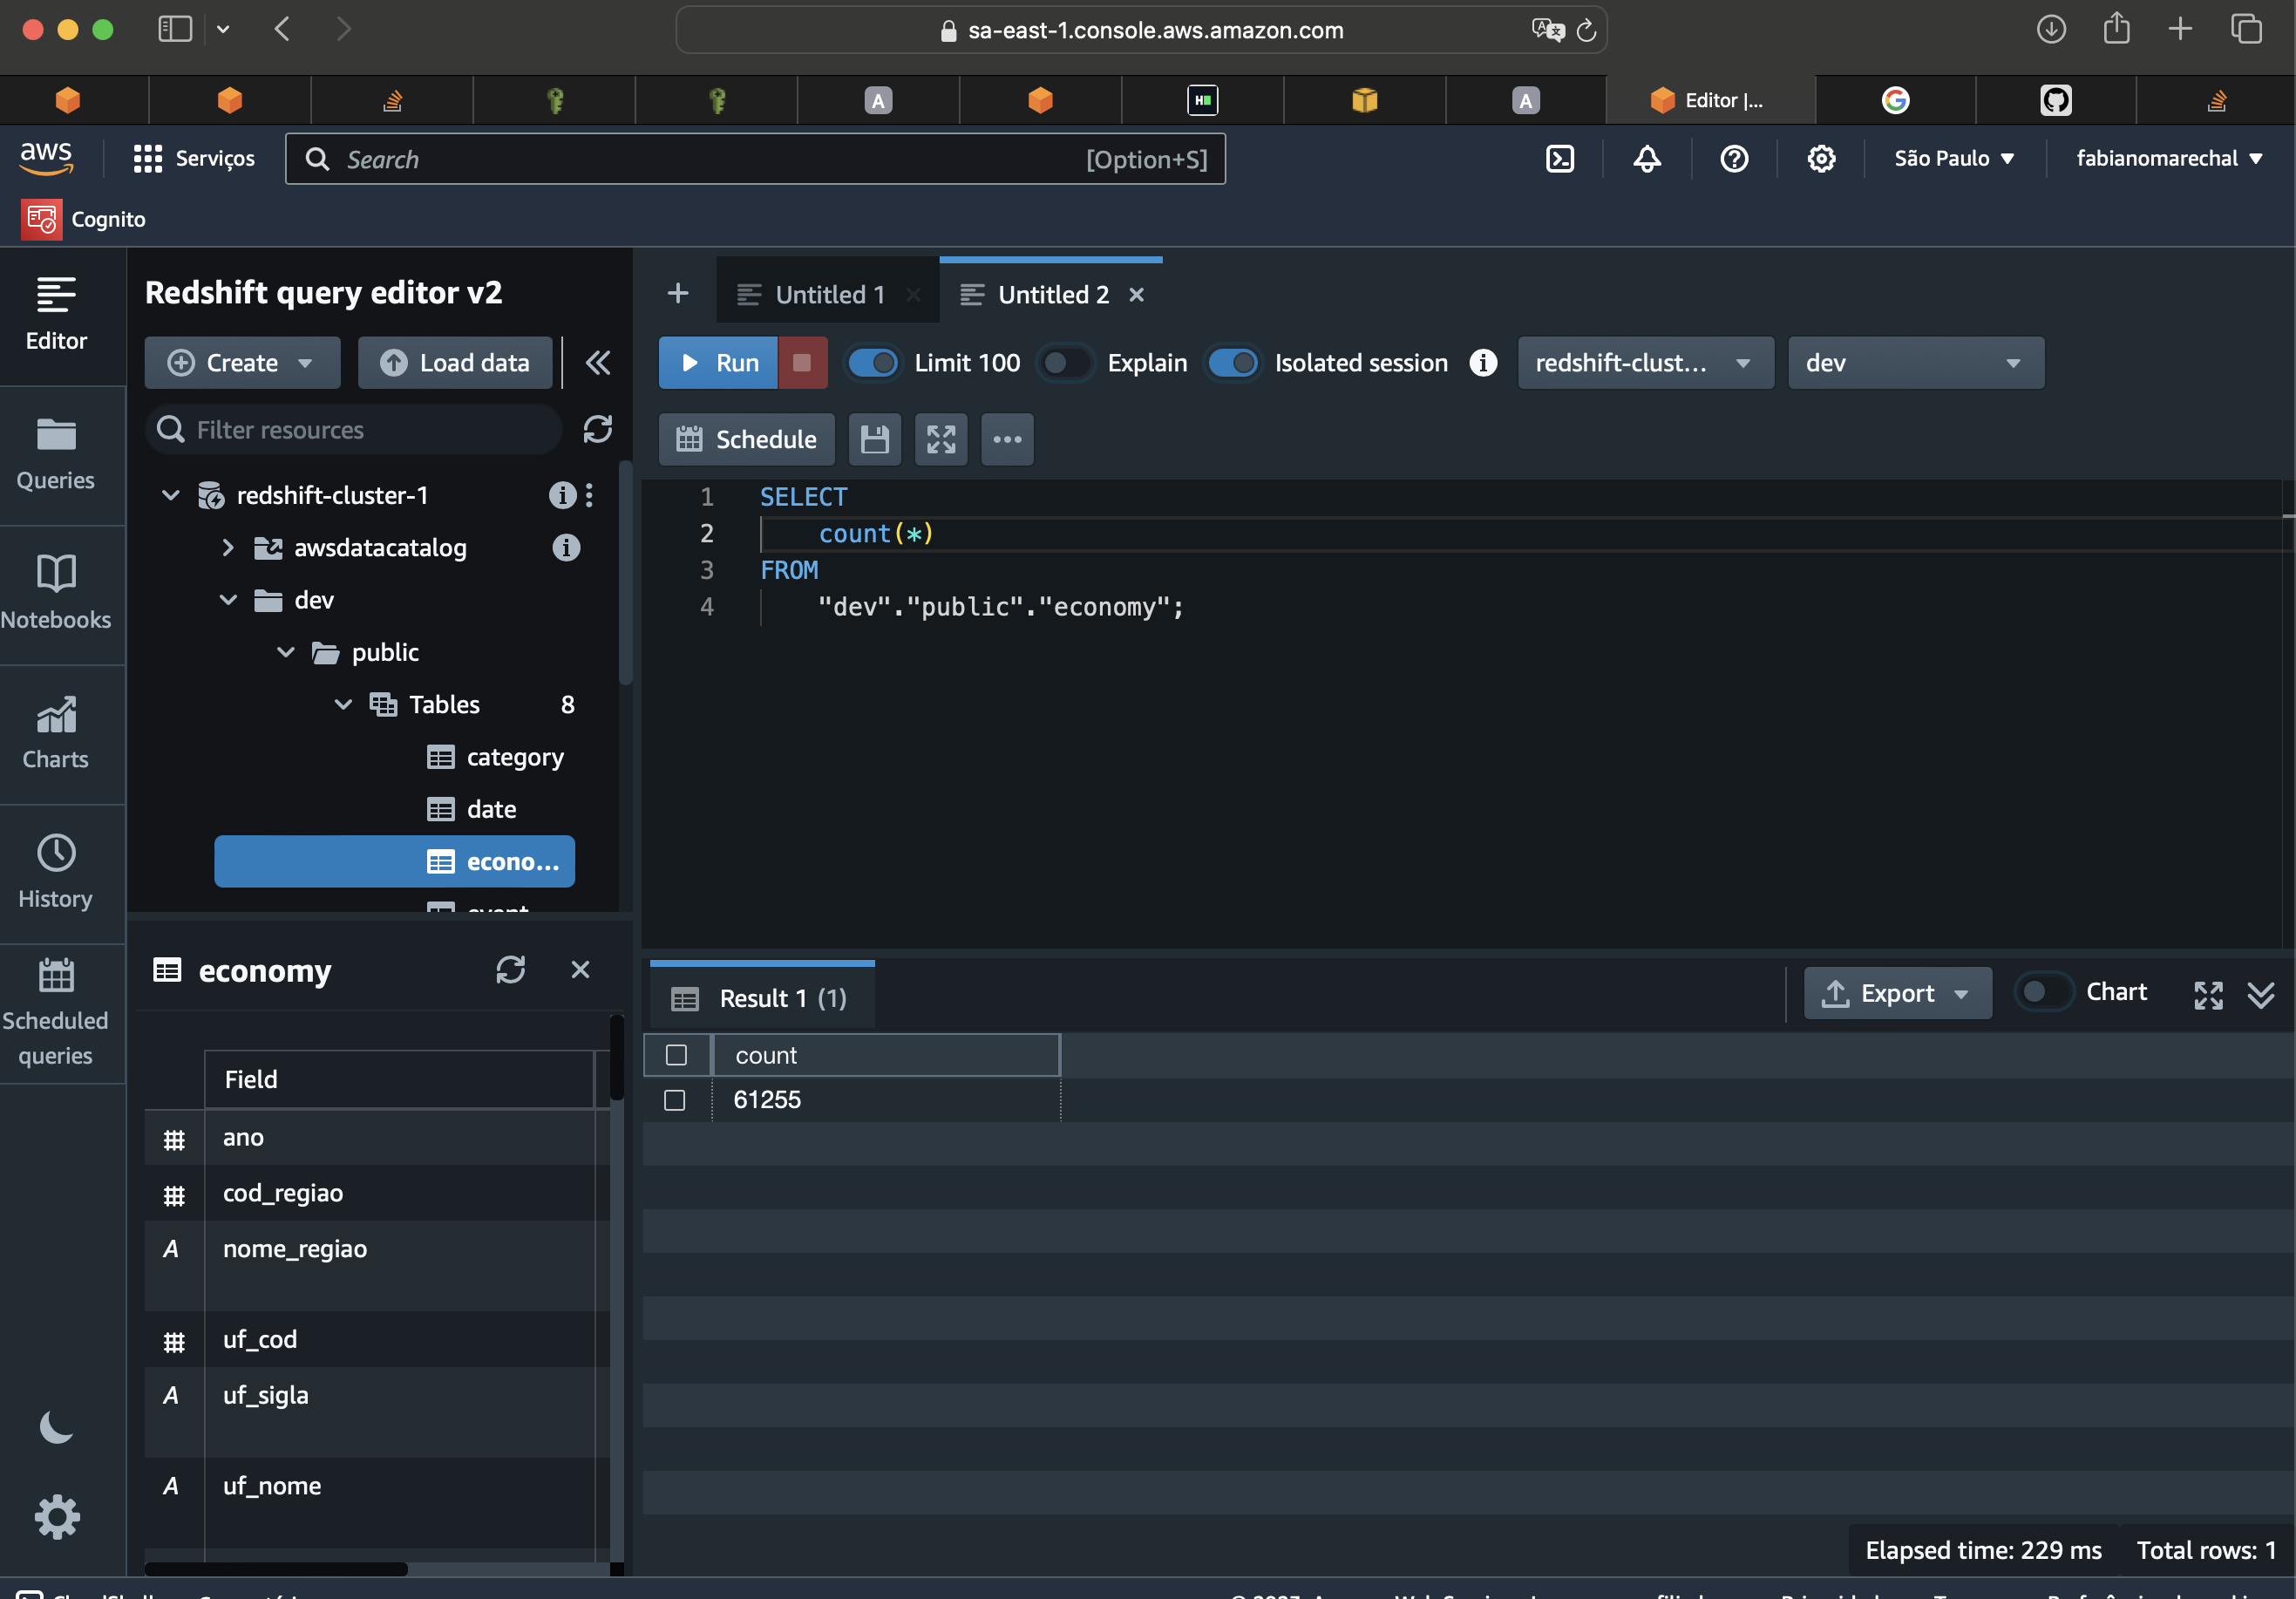 sa-east-1.console.aws.amazon.com
A
H
A
Editor |...
aws
Serviços
Search
[Option+S]
São Paulo
fabianomarechal
Cognito
Editor
Queries
Notebooks
Charts
History
Scheduled
queries
Redshift query editor v2
Create
Load data
Filter resources
redshift-cluster-1
awsdatacatalog
dev
public
Tables 8
category
date
econo...
event
economy
Field
ano
cod_regiao
nome_regiao
uf_cod
uf_sigla
uf_nome
Untitled 1
Untitled 2
Run
Limit 100
Explain
Isolated session
redshift-clust...
dev
Schedule
1 SELECT
2 count(*)
3 FROM
4 "dev"."public"."economy";
Result 1 (1)
Export
Chart
count
61255
Elapsed time: 229 ms Total rows: 1